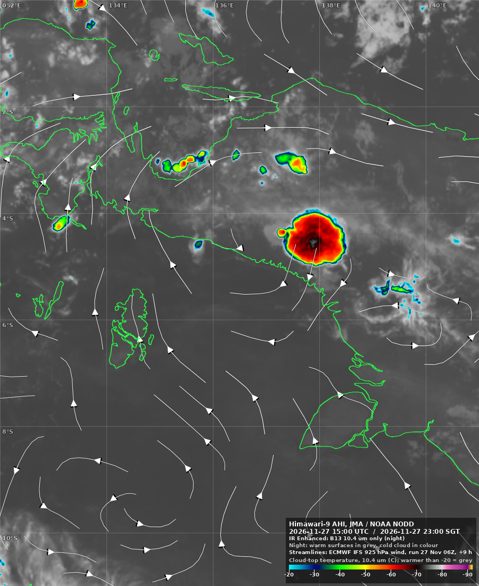 132°E 134°E 136°E 138°E 140°E
2°S
4°S
6°S
8°S
10°S
Himawari-9 AHI, JMA / NOAA NODD
2026-11-27 15:00 UTC / 2026-11-27 23:00 SGT
IR Enhanced: B13 10.4 um only (night)
Night: warm surfaces in grey, cold cloud in colour
Streamlines: ECMWF IFS 925 hPa wind, run 27 Nov 06Z, +9 h
Cloud-top temperature, 10.4 um (C); warmer than -20 = grey
-20 -30 -40 -50 -60 -70 -80 -90